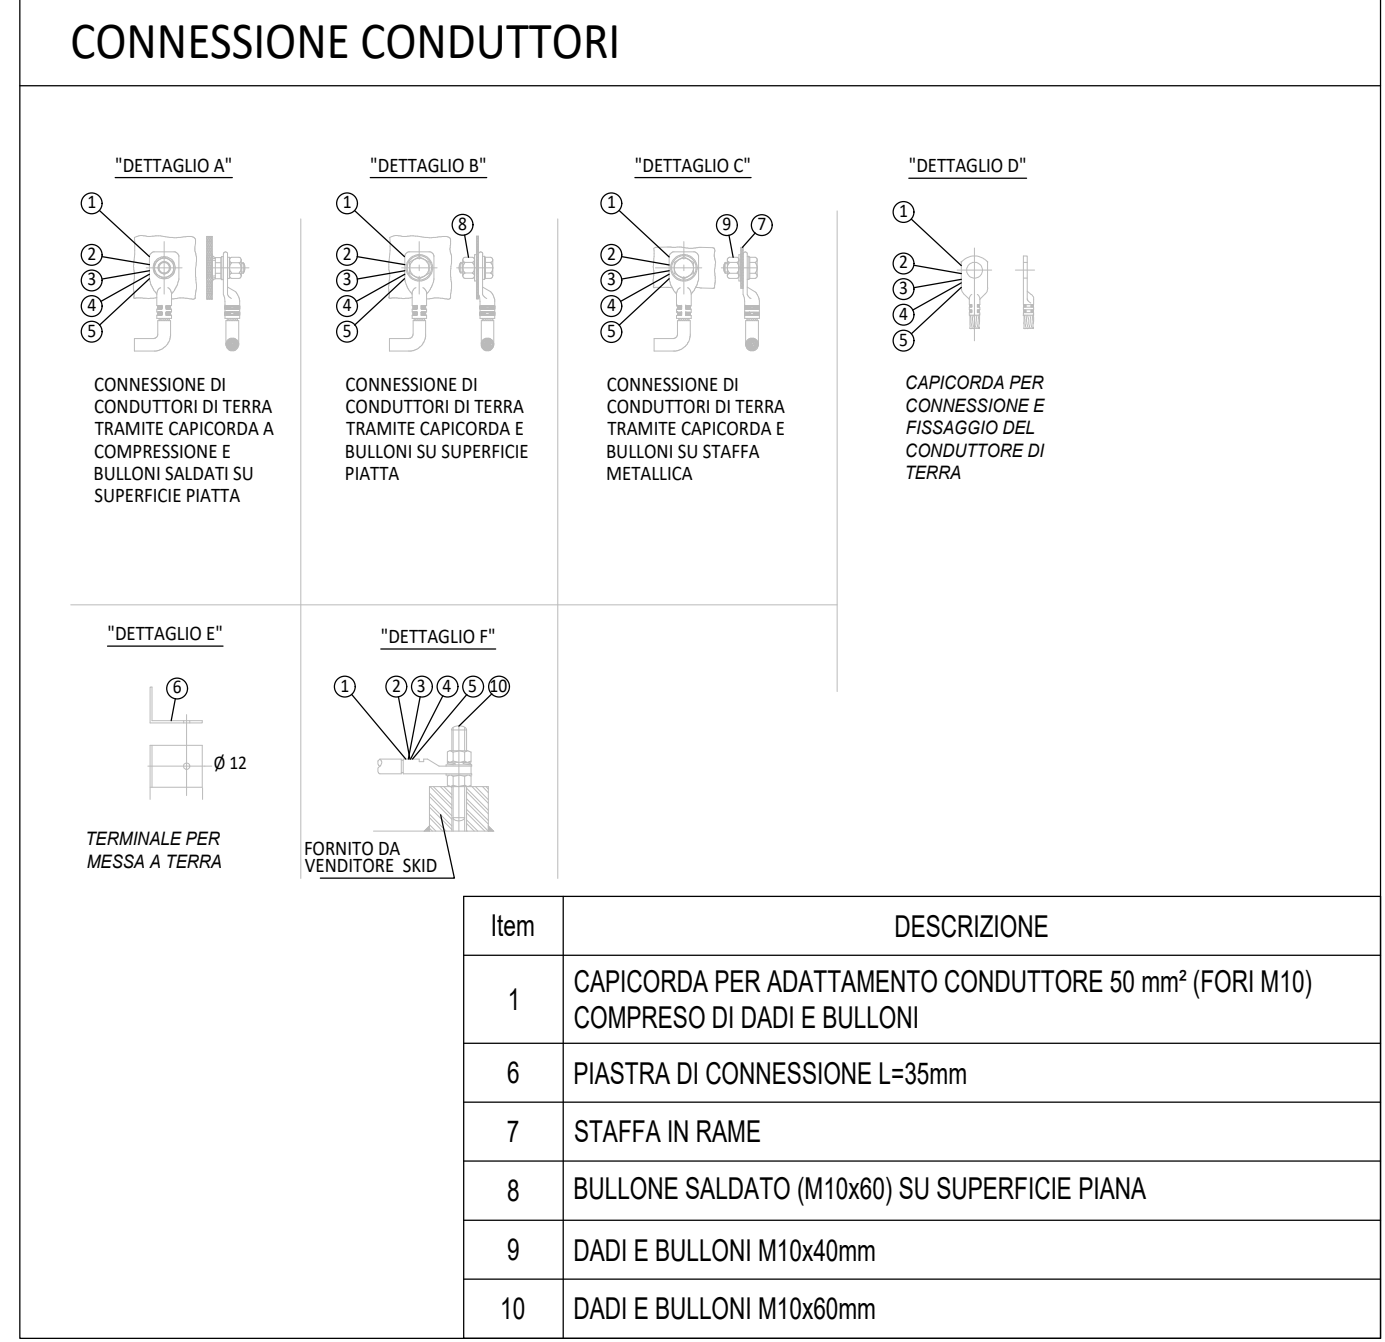 CONNESSIONE CONDUTTORI
"DETTAGLIO A"
1
2
3
4
5
CONNESSIONE DI
CONDUTTORI DI TERRA
TRAMITE CAPICORDA A
COMPRESSIONE E
BULLONI SALDATI SU
SUPERFICIE PIATTA
"DETTAGLIO B"
1
8
2
3
4
5
CONNESSIONE DI
CONDUTTORI DI TERRA
TRAMITE CAPICORDA E
BULLONI SU SUPERFICIE
PIATTA
"DETTAGLIO C"
1
9 7
2
3
4
5
CONNESSIONE DI
CONDUTTORI DI TERRA
TRAMITE CAPICORDA E
BULLONI SU STAFFA
METALLICA
"DETTAGLIO D"
1
2
3
4
5
CAPICORDA PER
CONNESSIONE E
FISSAGGIO DEL
CONDUTTORE DI
TERRA
"DETTAGLIO E"
6
Ø 12
TERMINALE PER
MESSA A TERRA
"DETTAGLIO F"
1 2 3 4 5 10
FORNITO DA
VENDITORE SKID
Item DESCRIZIONE
1 CAPICORDA PER ADATTAMENTO CONDUTTORE 50 mm² (FORI M10)
COMPRESO DI DADI E BULLONI
6 PIASTRA DI CONNESSIONE L=35mm
7 STAFFA IN RAME
8 BULLONE SALDATO (M10x60) SU SUPERFICIE PIANA
9 DADI E BULLONI M10x40mm
10 DADI E BULLONI M10x60mm